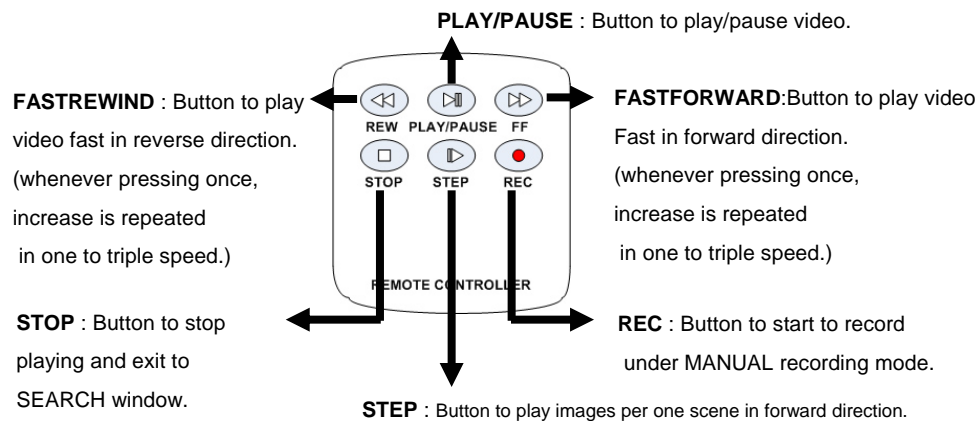 PLAY/PAUSE : Button to play/pause video.
FASTREWIND : Button to play
video fast in reverse direction.
(whenever pressing once,
increase is repeated
in one to triple speed.)
REW PLAY/PAUSE FF
STOP STEP REC
REMOTE CONTROLLER
FASTFORWARD:Button to play video
Fast in forward direction.
(whenever pressing once,
increase is repeated
in one to triple speed.)
STOP : Button to stop
playing and exit to
SEARCH window.
REC : Button to start to record
under MANUAL recording mode.
STEP : Button to play images per one scene in forward direction.